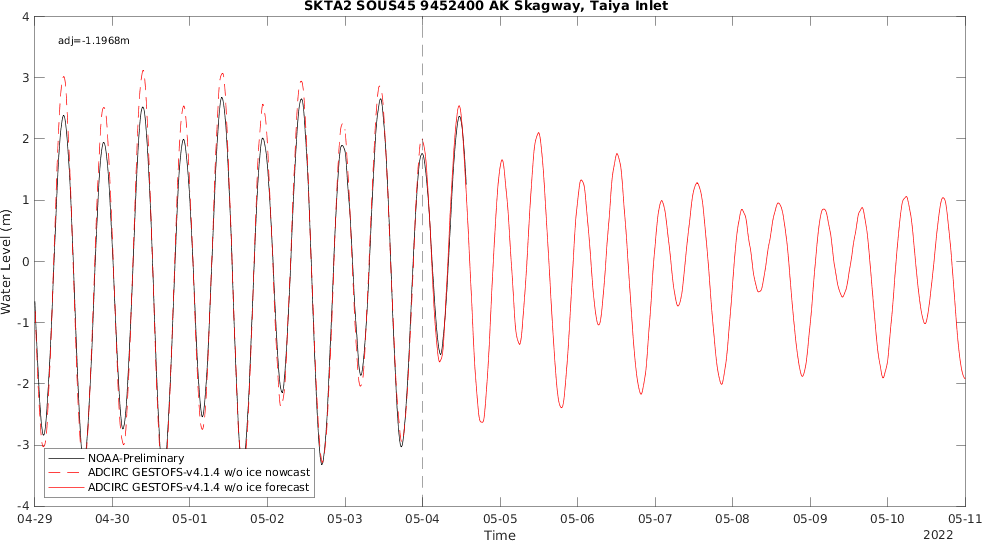 SKTA2 SOUS45 9452400 AK Skagway, Taiya Inlet
adj=-1.1968m
4
3
2
1
0
-1
-2
-3
-4
Water Level (m)
NOAA-Preliminary
ADCIRC GESTOFS-v4.1.4 w/o ice nowcast
ADCIRC GESTOFS-v4.1.4 w/o ice forecast
04-29 04-30 05-01 05-02 05-03 05-04 05-05 05-06 05-07 05-08 05-09 05-10 05-11
Time
2022